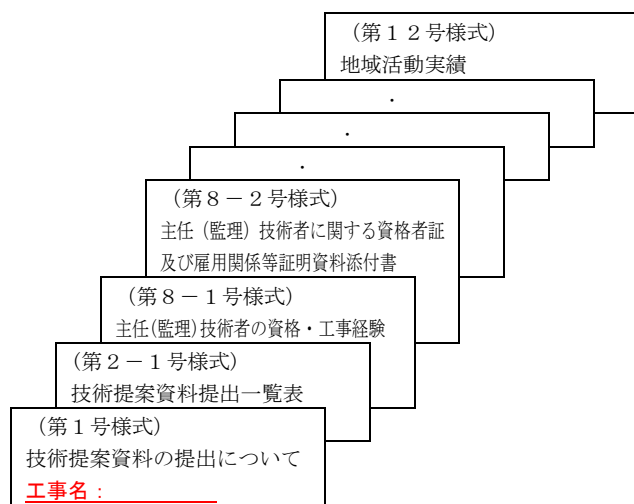 （第１２号様式）
地域活動実績
．
．
．
（第８－２号様式）
主任（監理）技術者に関する資格者証
及び雇用関係等証明資料添付書
（第８－１号様式）
主任(監理)技術者の資格・工事経験
（第２－１号様式）
技術提案資料提出一覧表
（第１号様式）
技術提案資料の提出について
工事名：